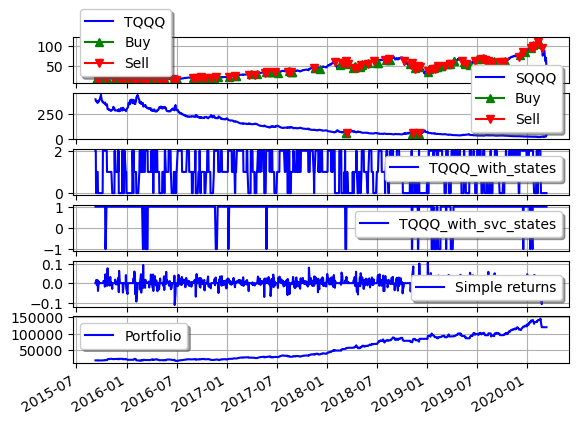 TQQQ
Buy
Sell
100
50
SQQQ
Buy
Sell
250
0
2
0
TQQQ_with_states
1
0
−1
TQQQ_with_svc_states
0.1
0.0
−0.1
Simple returns
150000
100000
50000
Portfolio
2015-07
2016-01
2016-07
2017-01
2017-07
2018-01
2018-07
2019-01
2019-07
2020-01